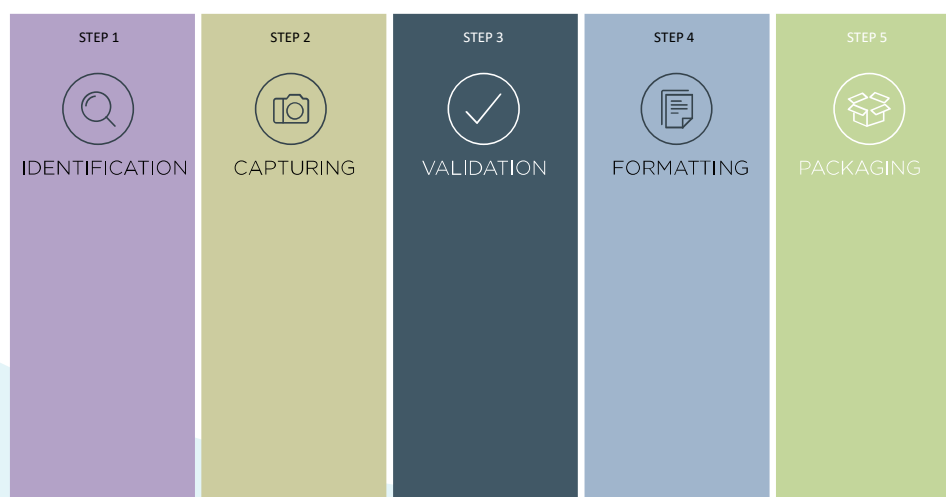 STEP 1
IDENTIFICATION
STEP 2
CAPTURING
STEP 3
VALIDATION
STEP 4
FORMATTING
STEP 5
PACKAGING